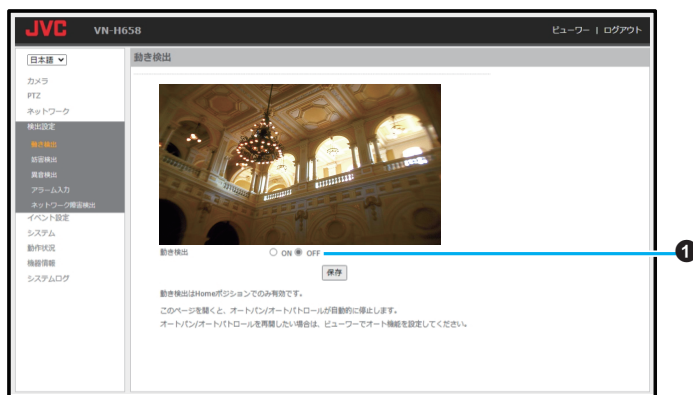 JVC VN-H658 ビューワー | ログアウト
日本語
動き検出
カメラ
PTZ
ネットワーク
検出設定
動き検出
妨害検出
異音検出
アラーム入力
ネットワーク障害検出
イベント設定
システム
動作状況
機器情報
システムログ
動き検出 ON OFF
1
保存
動き検出はHomeポジションでのみ有効です。
このページを開くと、オートパン/オートパトロールが自動的に停止します。
オートパン/オートパトロールを再開したい場合は、ビューワーでオート機能を設定してください。